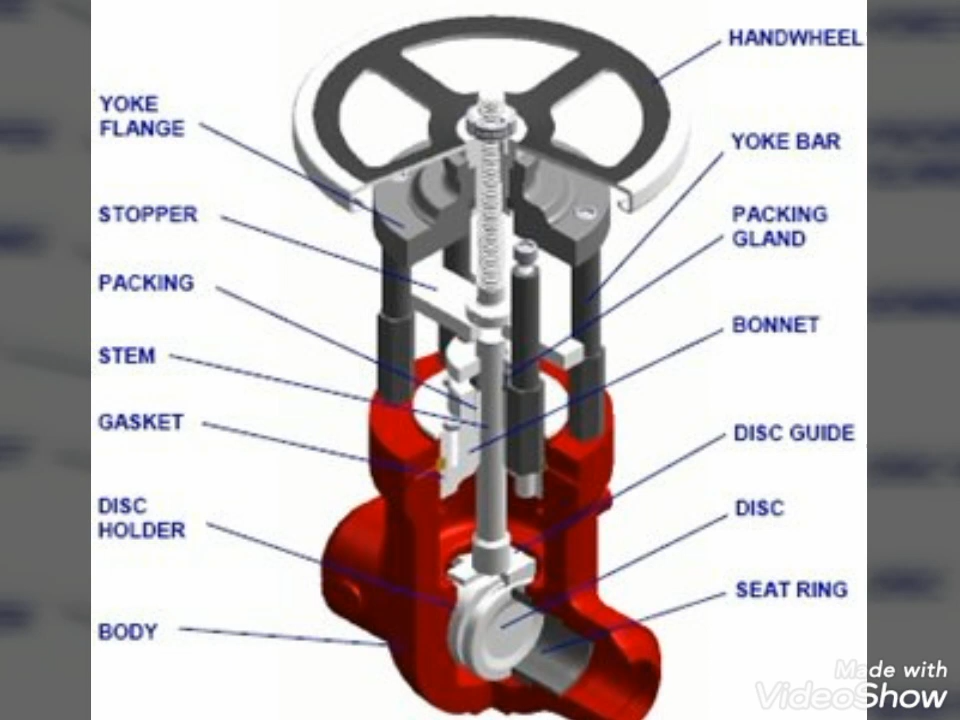 HANDWHEEL
YOKE
FLANGE
YOKE BAR
STOPPER
PACKING
GLAND
PACKING
BONNET
STEM
GASKET
DISC GUIDE
DISC
HOLDER
DISC
SEAT RING
BODY
Made with
VideoShow